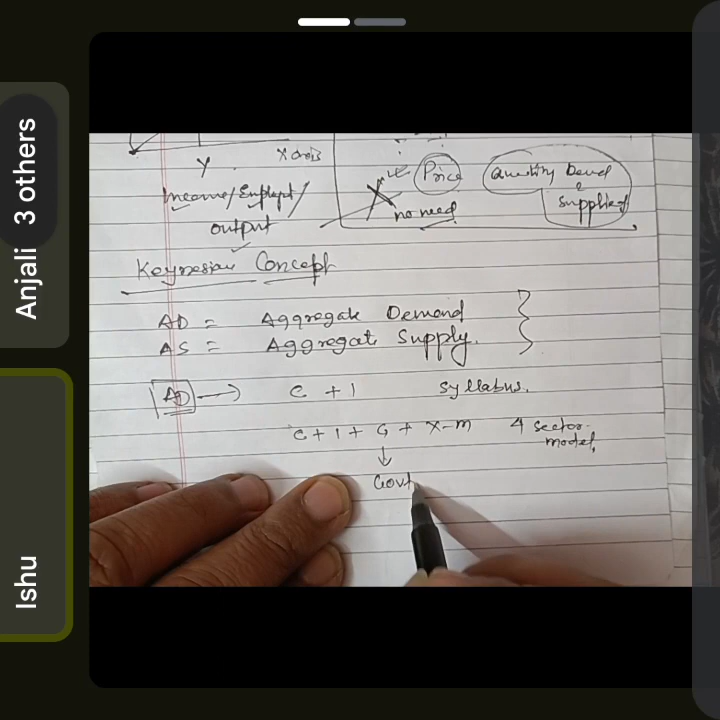 Anjali 3 others
Ishu
Y X axis
Income/Emplyt/
output
Price
no need
Quantity Demd
&
Supplied
Keynesian Concept
AD = Aggregate Demand
AS = Aggregate Supply.
AD → C + I Syllabus.
C + I + G + X-M 4 sector
model,
↓
Govt